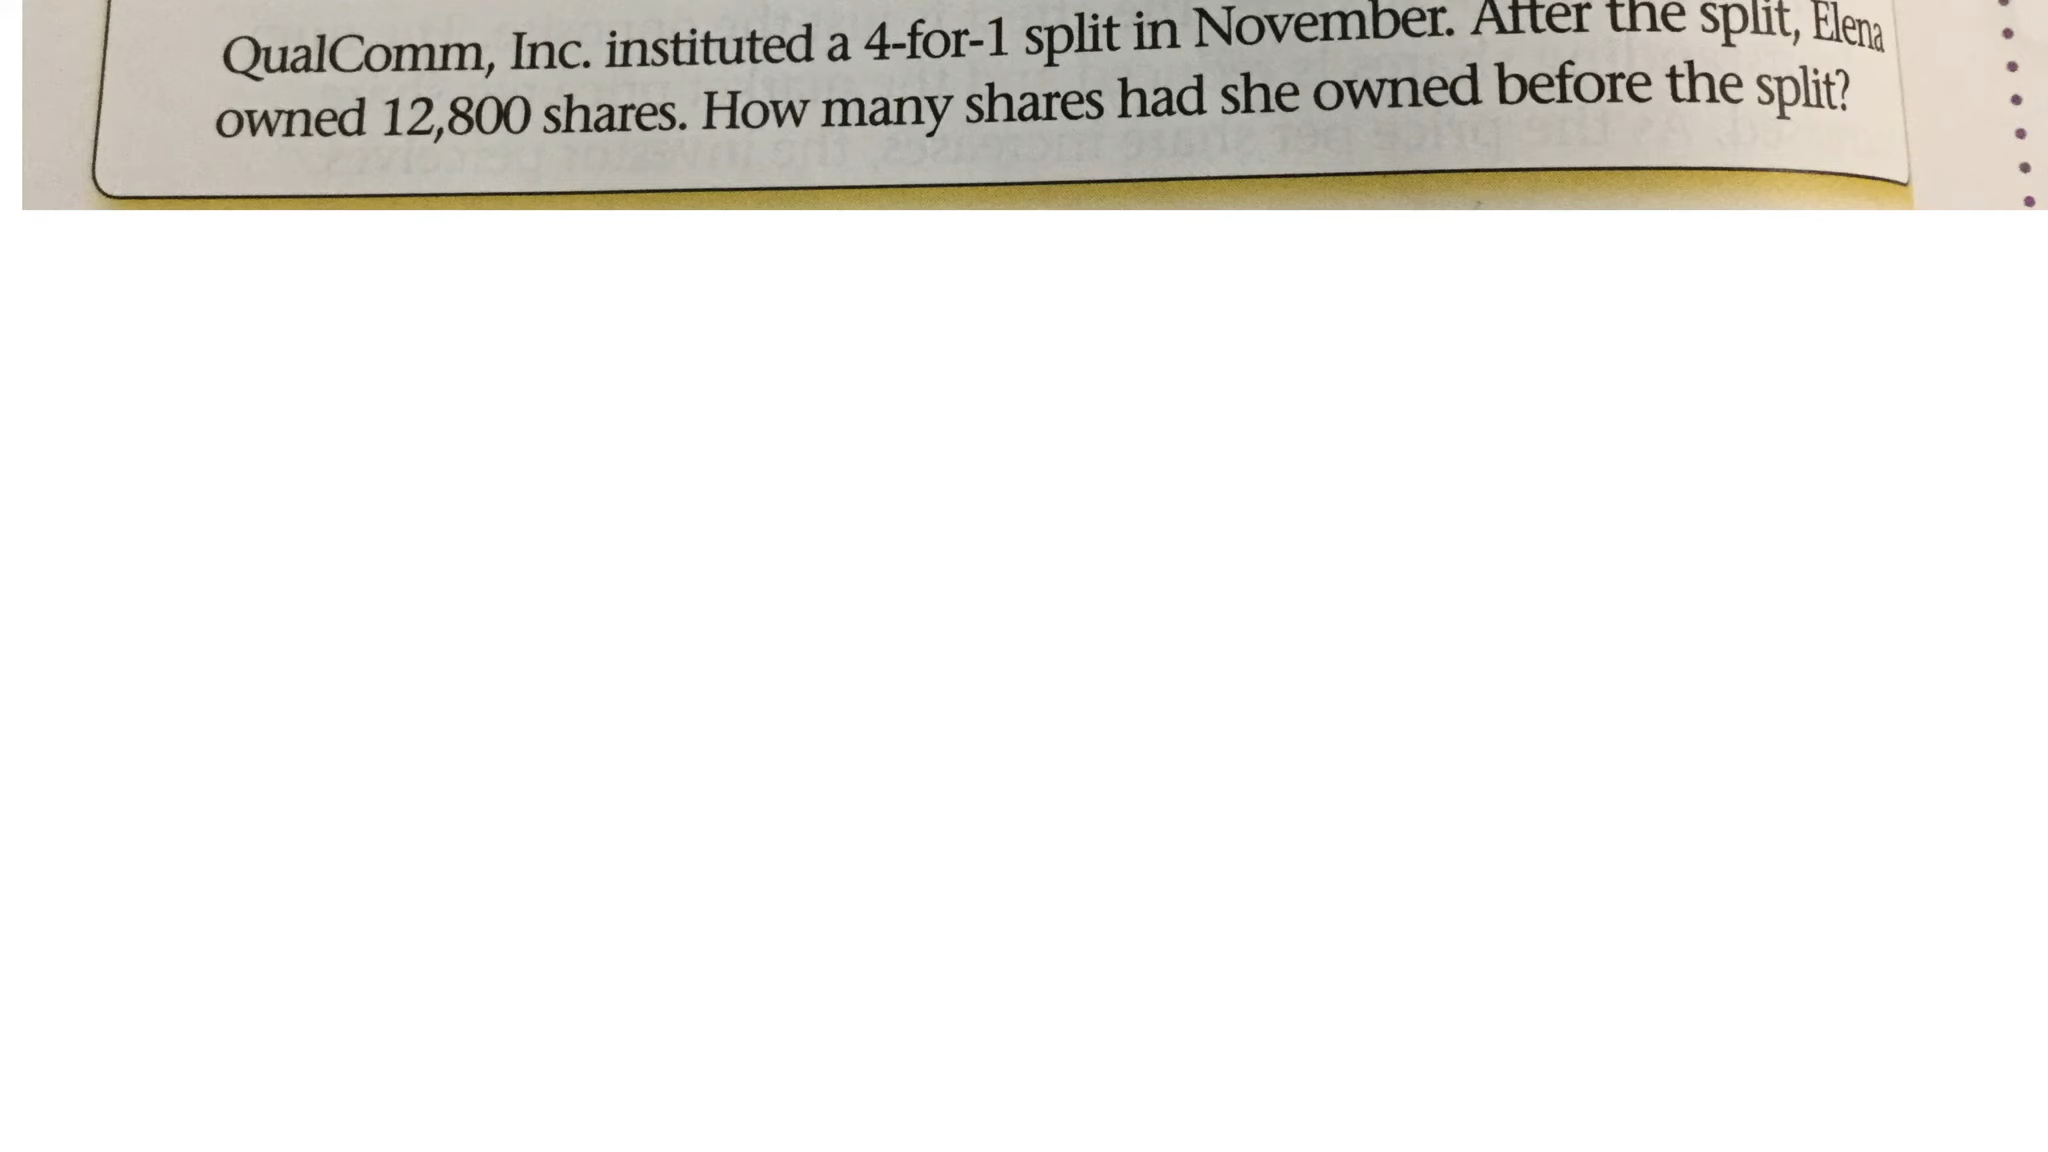 QualComm, Inc. instituted a 4-for-1 split in November. After the split, Elena
owned 12,800 shares. How many shares had she owned before the split?